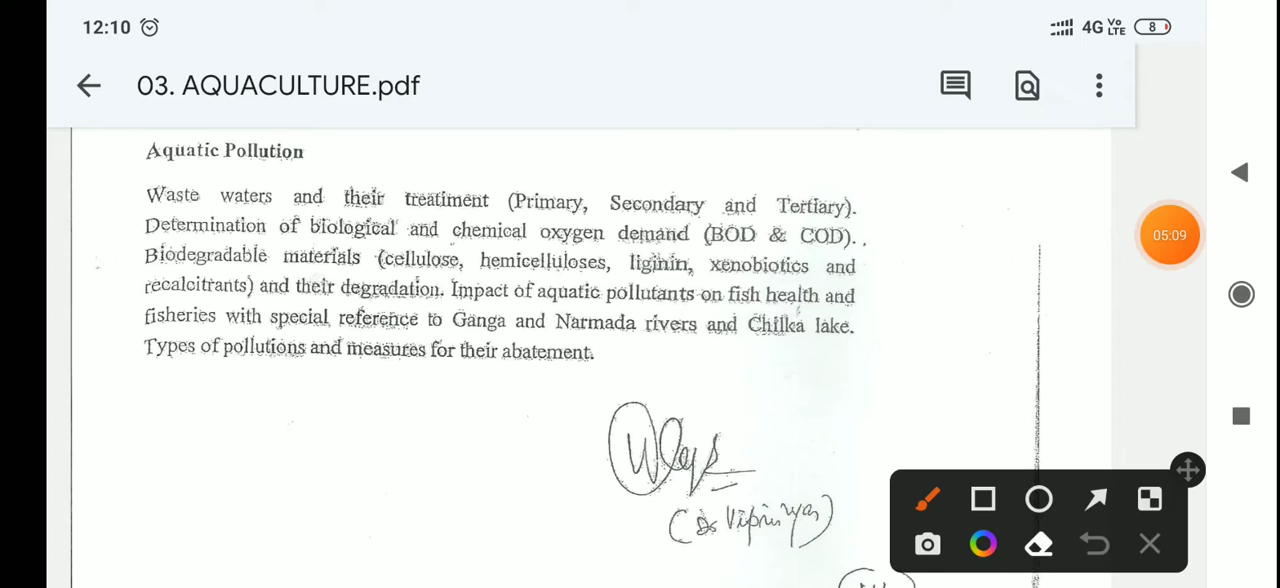 12:10
4G Vo LTE 8
03. AQUACULTURE.pdf
Aquatic Pollution
Waste waters and their treatiment (Primary, Secondary and Tertiary).
Determination of biological and chemical oxygen demand (BOD & COD).
Biodegradable materials (cellulose, hemicelluloses, liginin, xenobiotics and
recalcitrants) and their degradation. Impact of aquatic pollutants on fish health and
fisheries with special reference to Ganga and Narmada rivers and Chilka lake.
Types of pollutions and measures for their abatement.
05:09